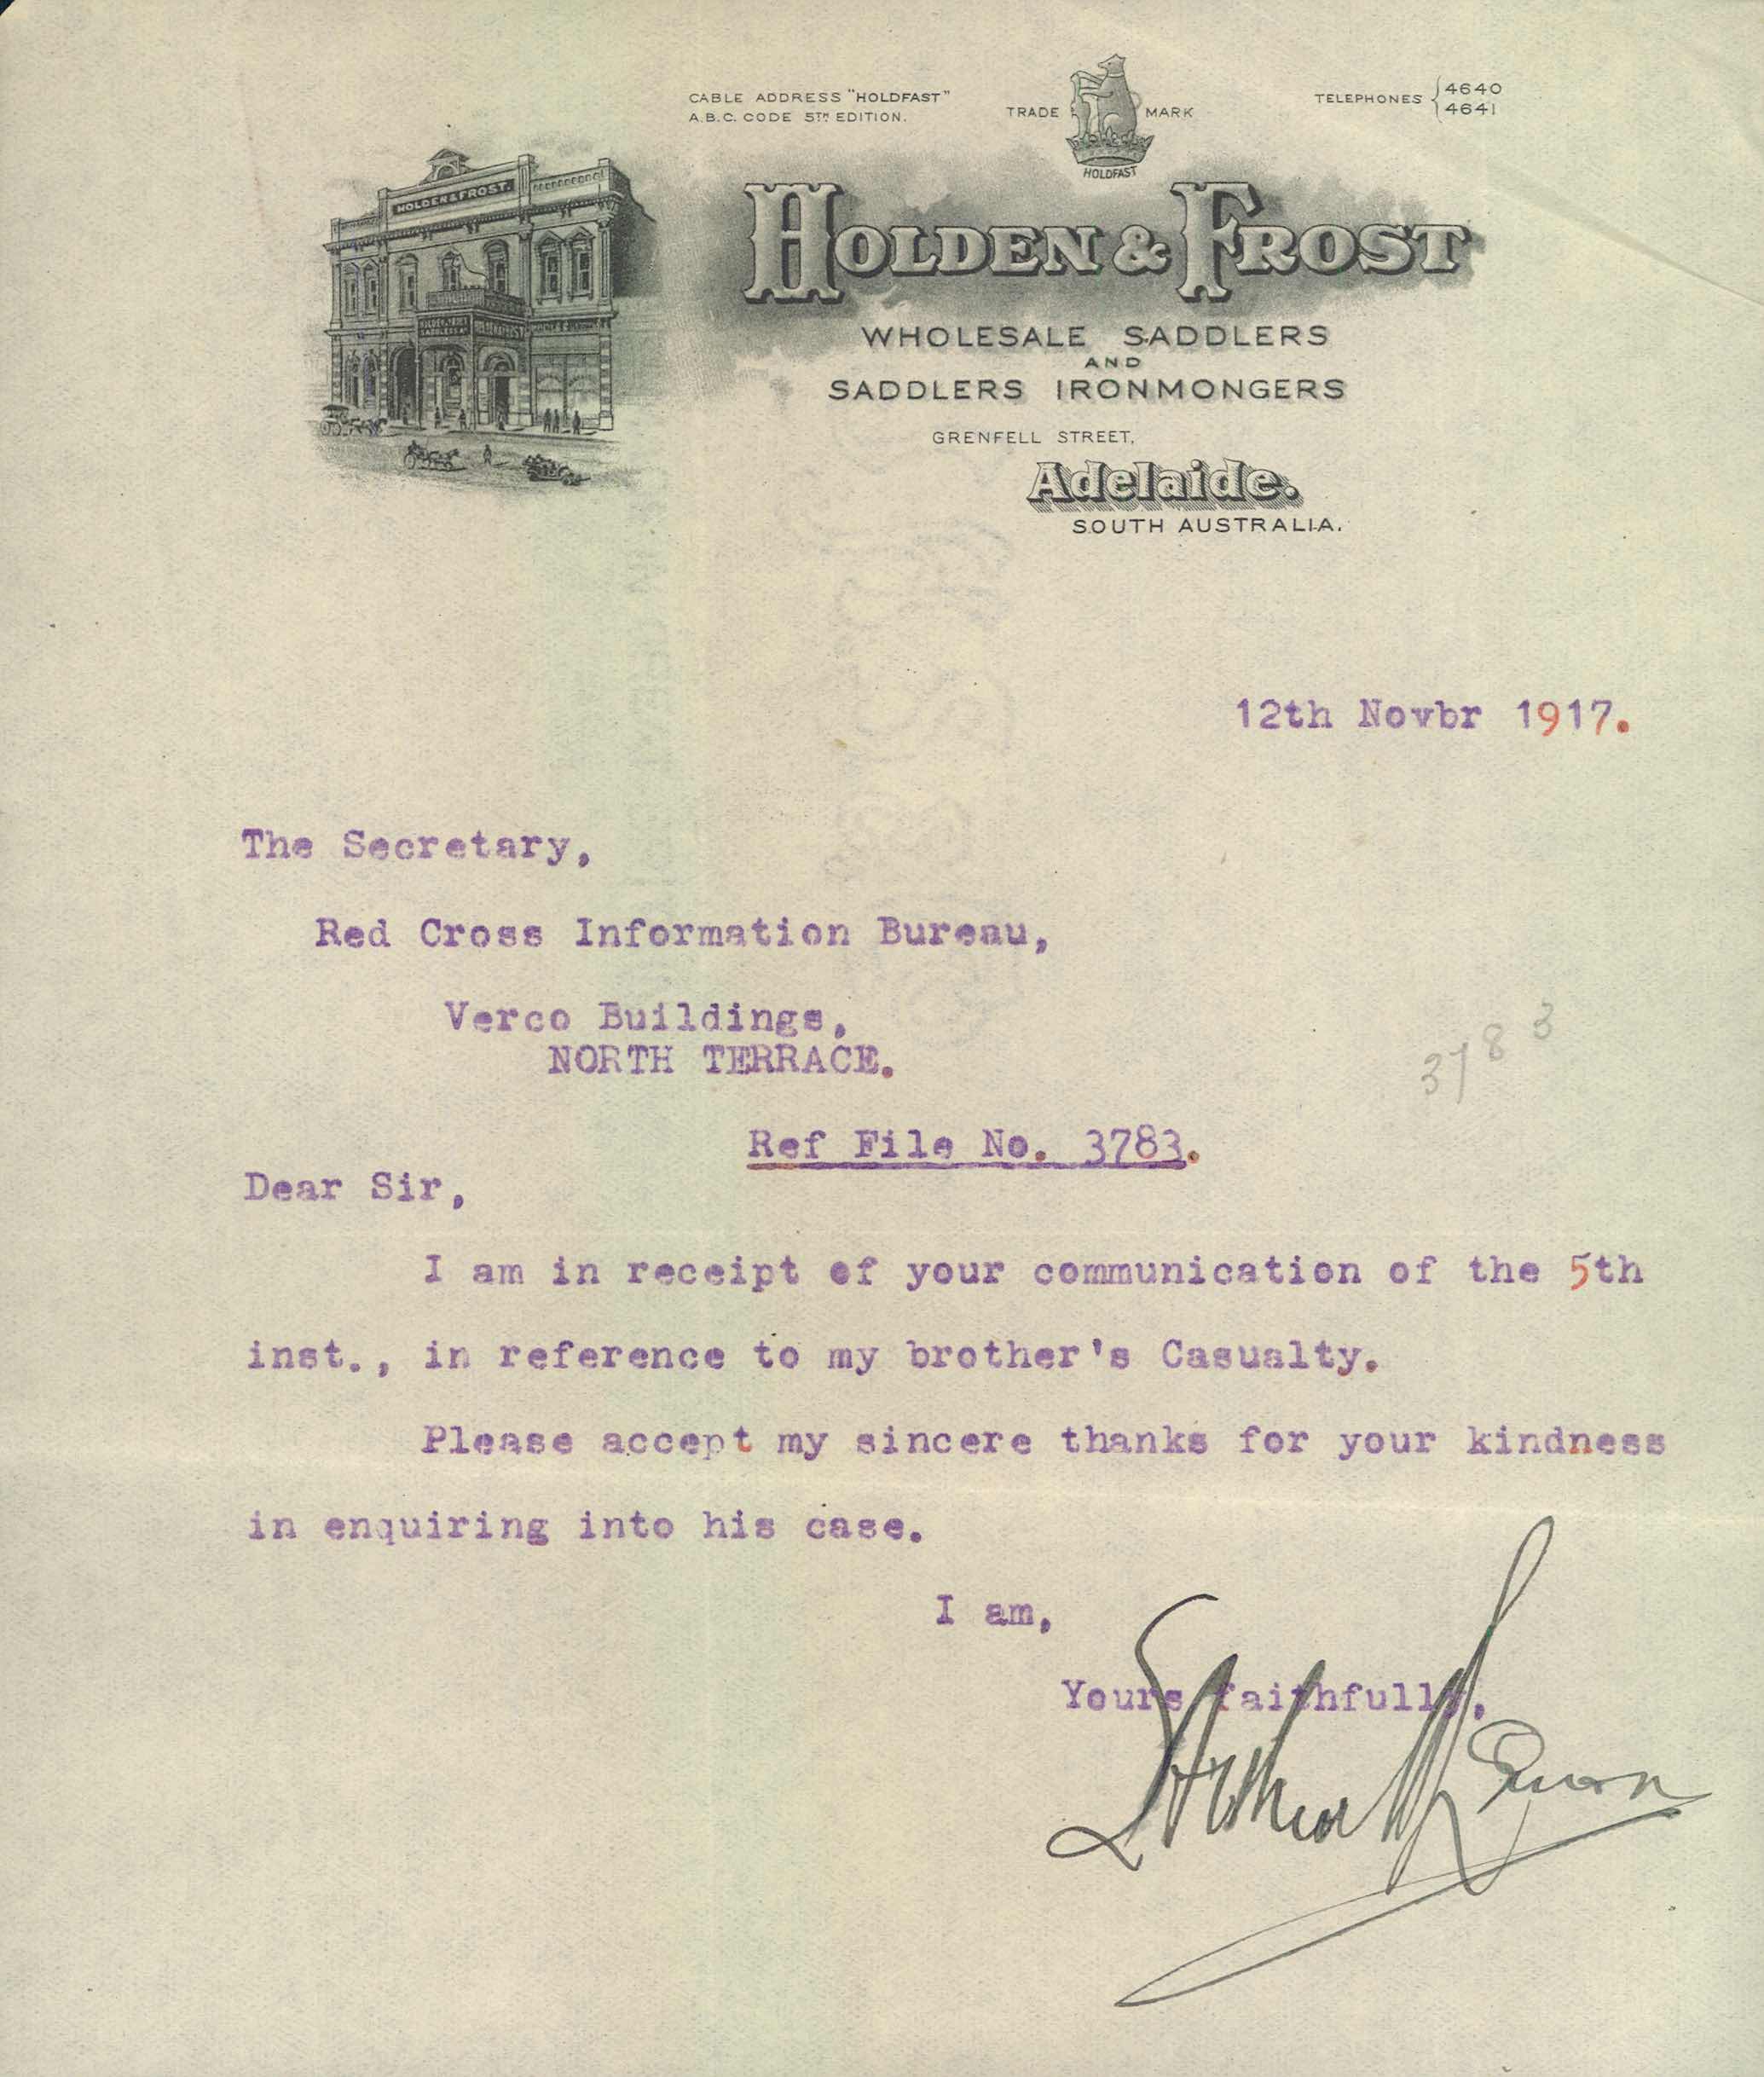 CABLE ADDRESS "HOLDFAST"
A.B.C. CODE 5TH EDITION.
TRADE MARK
HOLDFAST
TELEPHONES 4640
4641
HOLDEN & FROST.
HOLDEN & FROST
WHOLESALE SADDLERS
AND
SADDLERS IRONMONGERS
GRENFELL STREET,
Adelaide.
SOUTH AUSTRALIA.
12th Novbr 1917.
The Secretary,
Red Cross Information Bureau,
Verco Buildings,
NORTH TERRACE.
3783
Ref File No. 3783.
Dear Sir,
I am in receipt of your communication of the 5th
inst., in reference to my brother's Casualty.
Please accept my sincere thanks for your kindness
in enquiring into his case.
I am,
Yours faithfully,
Arthur